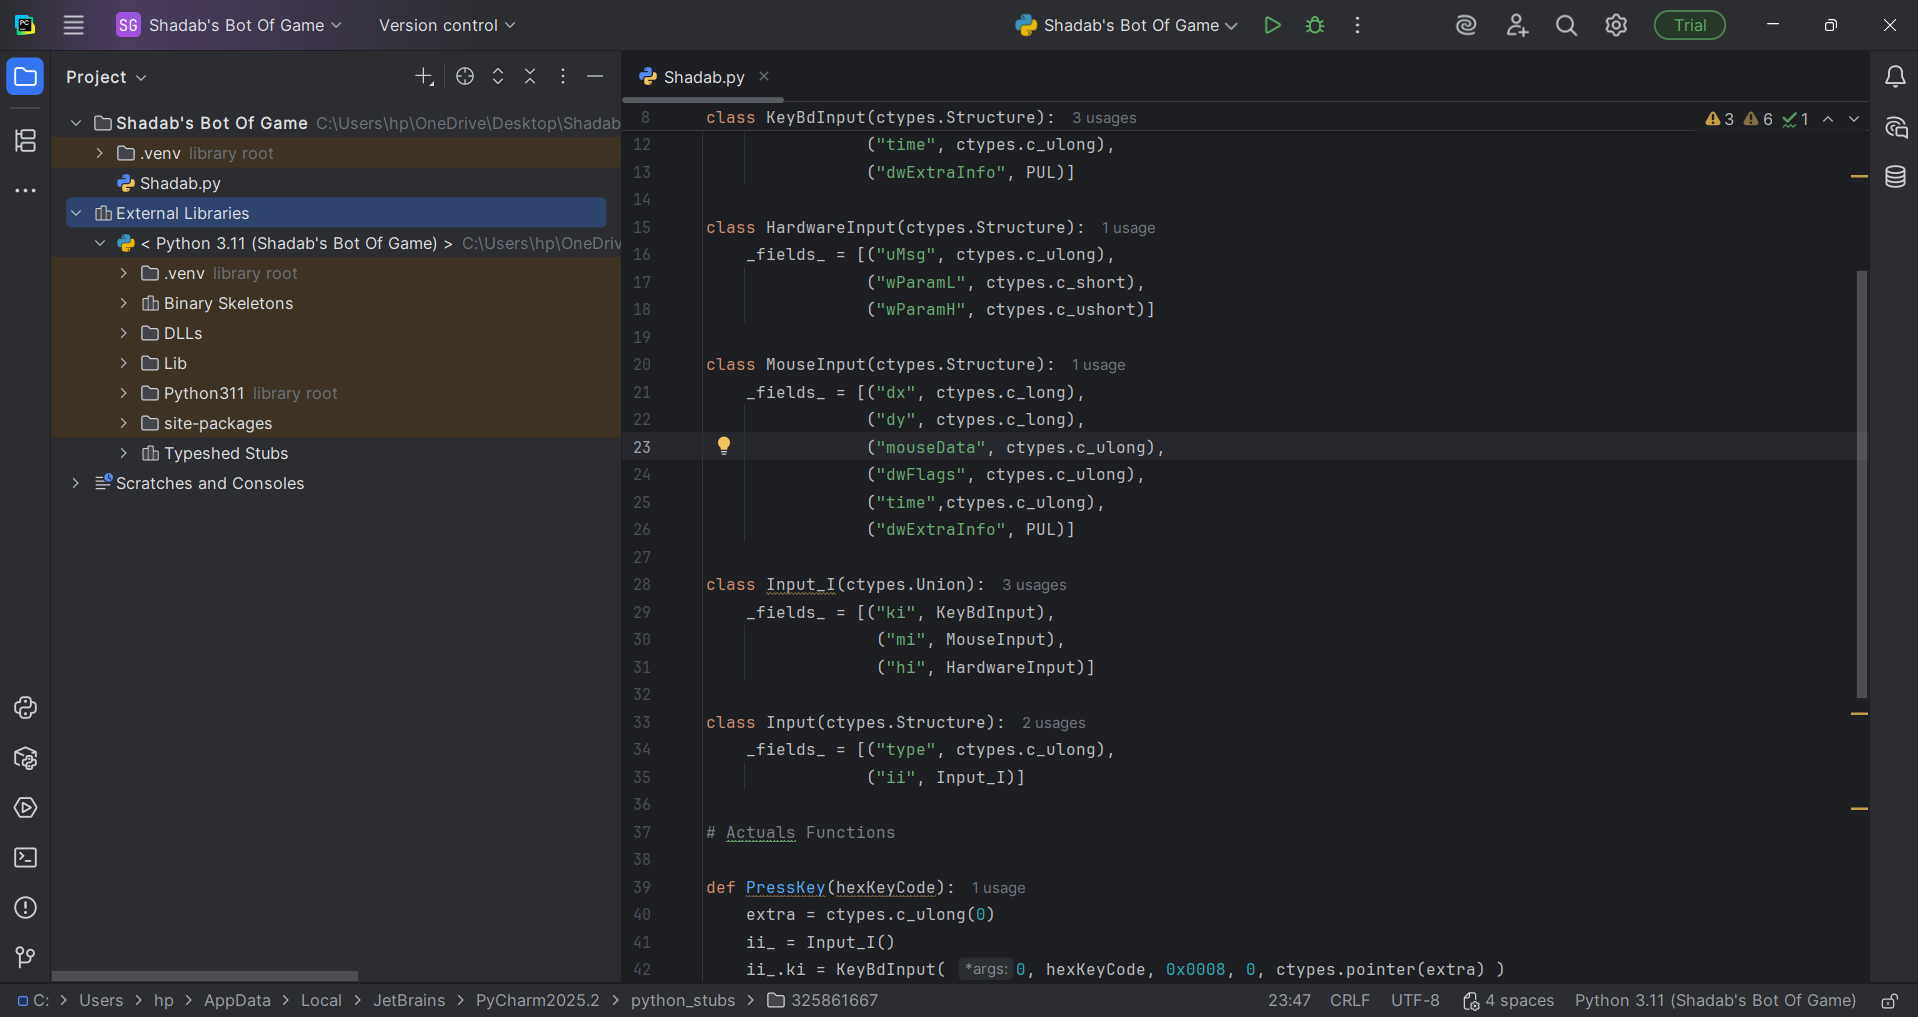 SG Shadab's Bot Of Game Version control Shadab's Bot Of Game Trial
Project
Shadab's Bot Of Game C:\Users\hp\OneDrive\Desktop\Shadab
.venv library root
Shadab.py
External Libraries
< Python 3.11 (Shadab's Bot Of Game) > C:\Users\hp\OneDriv
.venv library root
Binary Skeletons
DLLs
Lib
Python311 library root
site-packages
Typeshed Stubs
Scratches and Consoles
Shadab.py
8 class KeyBdInput(ctypes.Structure): 3 usages
3 6 1
12 ("time", ctypes.c_ulong),
13 ("dwExtraInfo", PUL)]
14
15 class HardwareInput(ctypes.Structure): 1 usage
16 _fields_ = [("uMsg", ctypes.c_ulong),
17 ("wParamL", ctypes.c_short),
18 ("wParamH", ctypes.c_ushort)]
19
20 class MouseInput(ctypes.Structure): 1 usage
21 _fields_ = [("dx", ctypes.c_long),
22 ("dy", ctypes.c_long),
23 ("mouseData", ctypes.c_ulong),
24 ("dwFlags", ctypes.c_ulong),
25 ("time",ctypes.c_ulong),
26 ("dwExtraInfo", PUL)]
27
28 class Input_I(ctypes.Union): 3 usages
29 _fields_ = [("ki", KeyBdInput),
30 ("mi", MouseInput),
31 ("hi", HardwareInput)]
32
33 class Input(ctypes.Structure): 2 usages
34 _fields_ = [("type", ctypes.c_ulong),
35 ("ii", Input_I)]
36
37 # Actuals Functions
38
39 def PressKey(hexKeyCode): 1 usage
40 extra = ctypes.c_ulong(0)
41 ii_ = Input_I()
42 ii_.ki = KeyBdInput( *args: 0, hexKeyCode, 0x0008, 0, ctypes.pointer(extra) )
C: > Users > hp > AppData > Local > JetBrains > PyCharm2025.2 > python_stubs > 325861667
23:47 CRLF UTF-8 4 spaces Python 3.11 (Shadab's Bot Of Game)